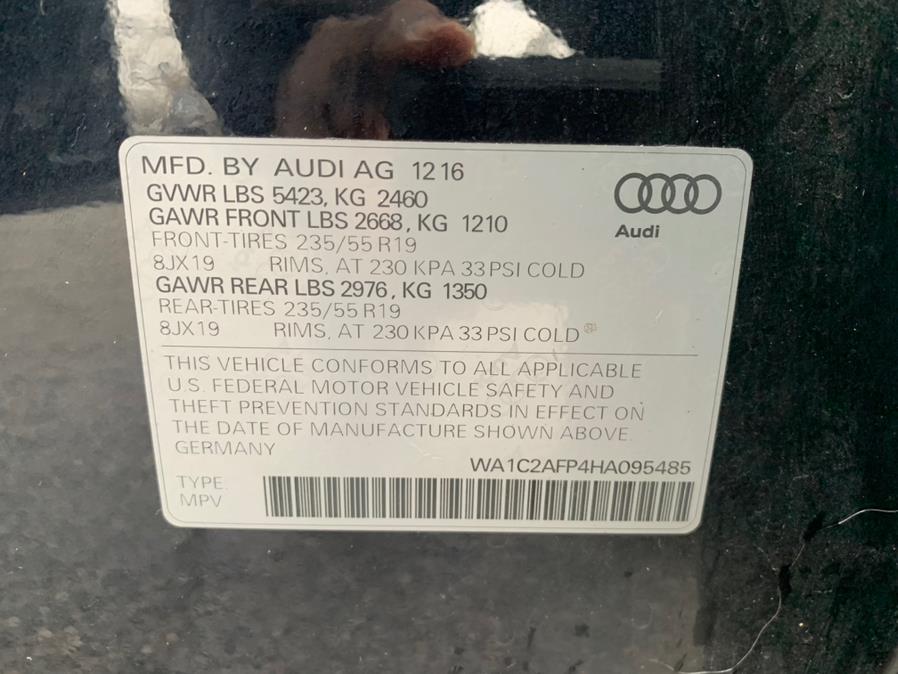 MFD. BY AUDI AG 12 16
GVWR LBS 5423, KG 2460
GAWR FRONT LBS 2668, KG 1210
FRONT-TIRES 235/55 R19
8JX19 RIMS, AT 230 KPA 33 PSI COLD
GAWR REAR LBS 2976, KG 1350
REAR-TIRES 235/55 R19
8JX19 RIMS, AT 230 KPA 33 PSI COLD
Audi
THIS VEHICLE CONFORMS TO ALL APPLICABLE
U.S. FEDERAL MOTOR VEHICLE SAFETY AND
THEFT PREVENTION STANDARDS IN EFFECT ON
THE DATE OF MANUFACTURE SHOWN ABOVE.
GERMANY
WA1C2AFP4HA095485
TYPE:
MPV